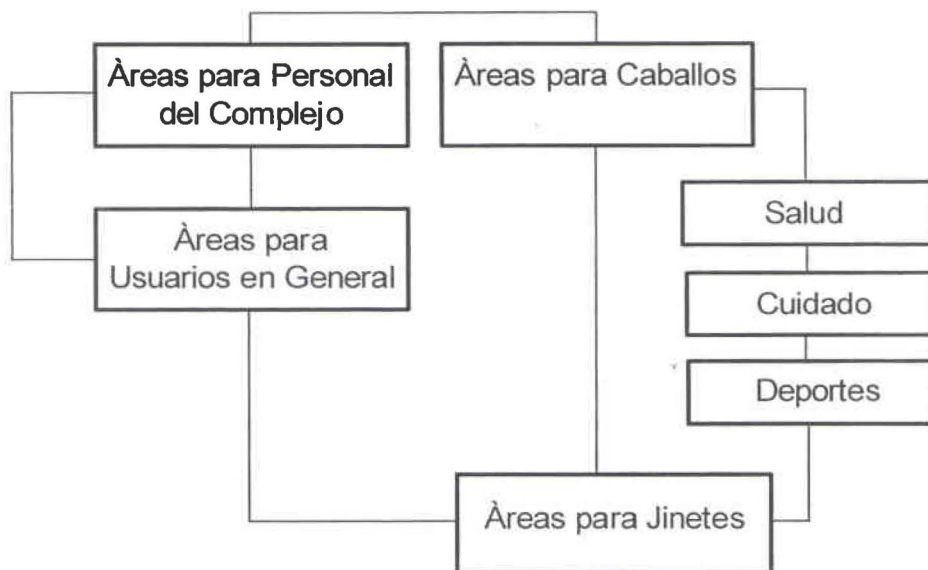 Àreas para Personal
del Complejo
Àreas para Caballos
Àreas para
Usuarios en General
Salud
Cuidado
Deportes
Àreas para Jinetes